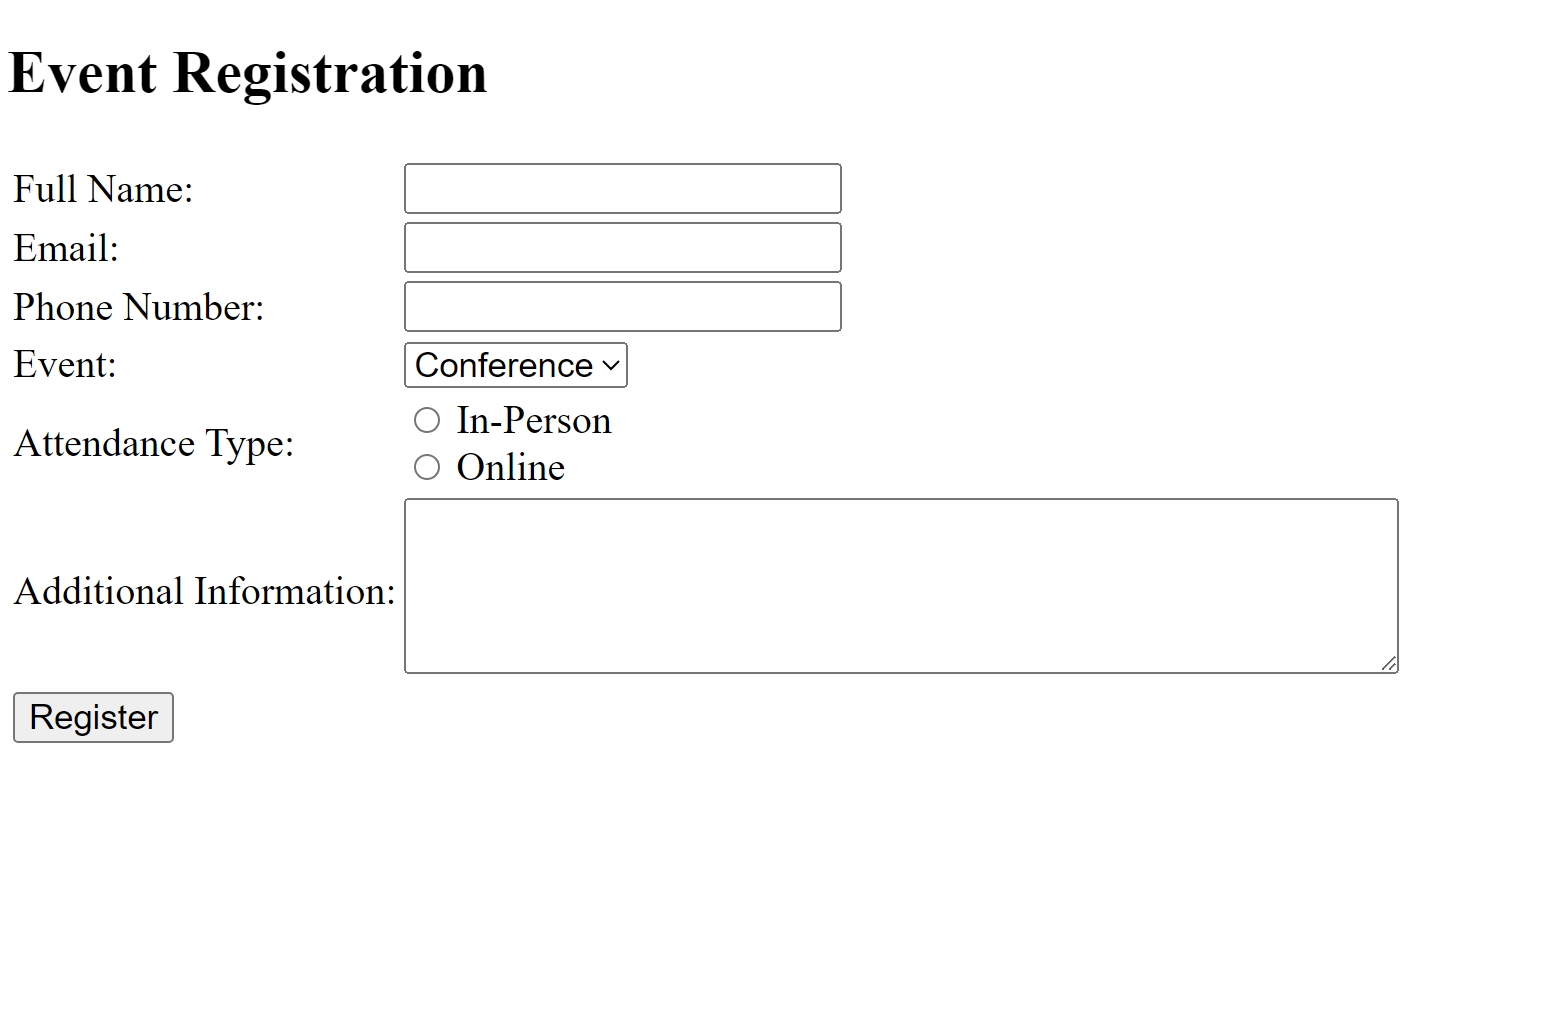 Event Registration
Full Name:
Email:
Phone Number:
Event: Conference
Attendance Type: In-Person
Online
Additional Information:
Register